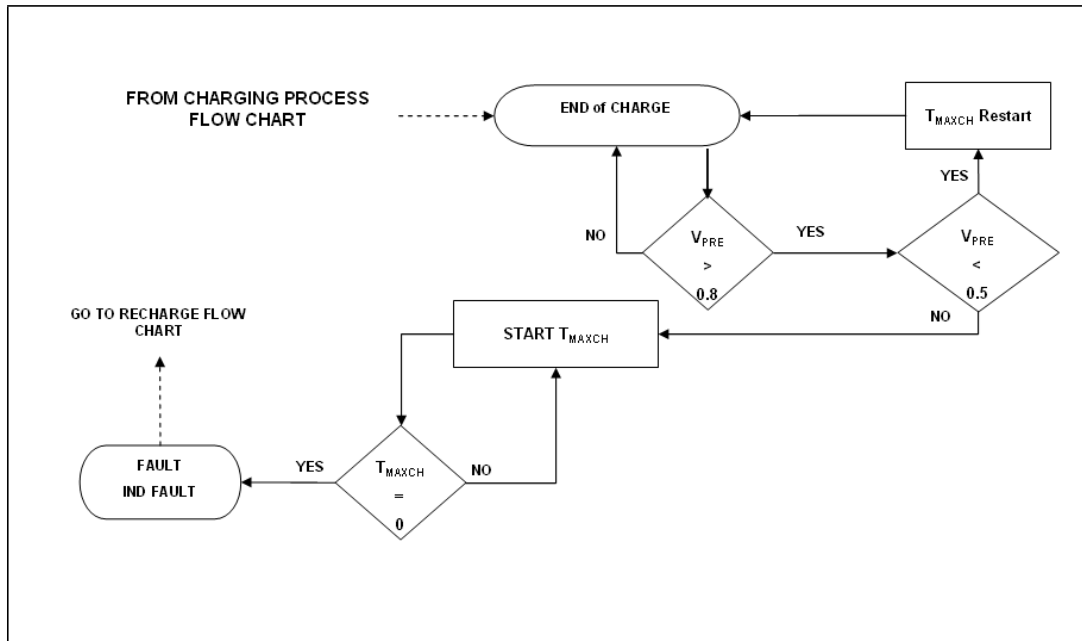 FROM CHARGING PROCESS
FLOW CHART
END of CHARGE
TMAXCH Restart
YES
NO
VPRE
>
0.8
YES
VPRE
<
0.5
NO
GO TO RECHARGE FLOW
CHART
START TMAXCH
FAULT
IND FAULT
YES
TMAXCH
=
0
NO